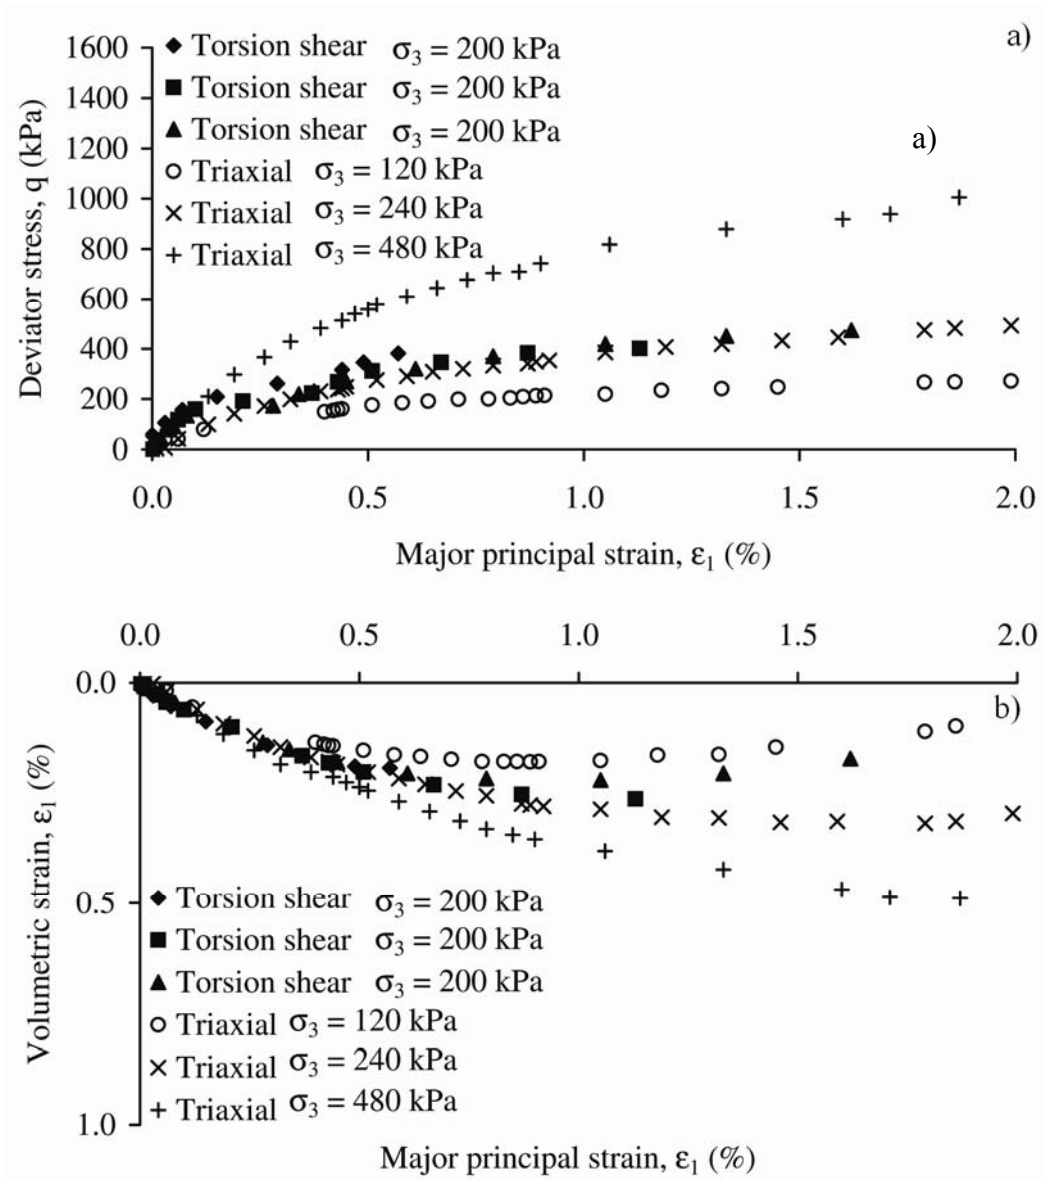 a)
1600
1400
1200
1000
800
600
400
200
0
Deviator stress, q (kPa)
◆ Torsion shear σ3 = 200 kPa
■ Torsion shear σ3 = 200 kPa
▲ Torsion shear σ3 = 200 kPa
○ Triaxial σ3 = 120 kPa
× Triaxial σ3 = 240 kPa
+ Triaxial σ3 = 480 kPa
a)
0.0 0.5 1.0 1.5 2.0
Major principal strain, ε1 (%)
0.0 0.5 1.0 1.5 2.0
0.0
0.5
1.0
b)
Volumetric strain, ε1 (%)
◆ Torsion shear σ3 = 200 kPa
■ Torsion shear σ3 = 200 kPa
▲ Torsion shear σ3 = 200 kPa
○ Triaxial σ3 = 120 kPa
× Triaxial σ3 = 240 kPa
+ Triaxial σ3 = 480 kPa
Major principal strain, ε1 (%)